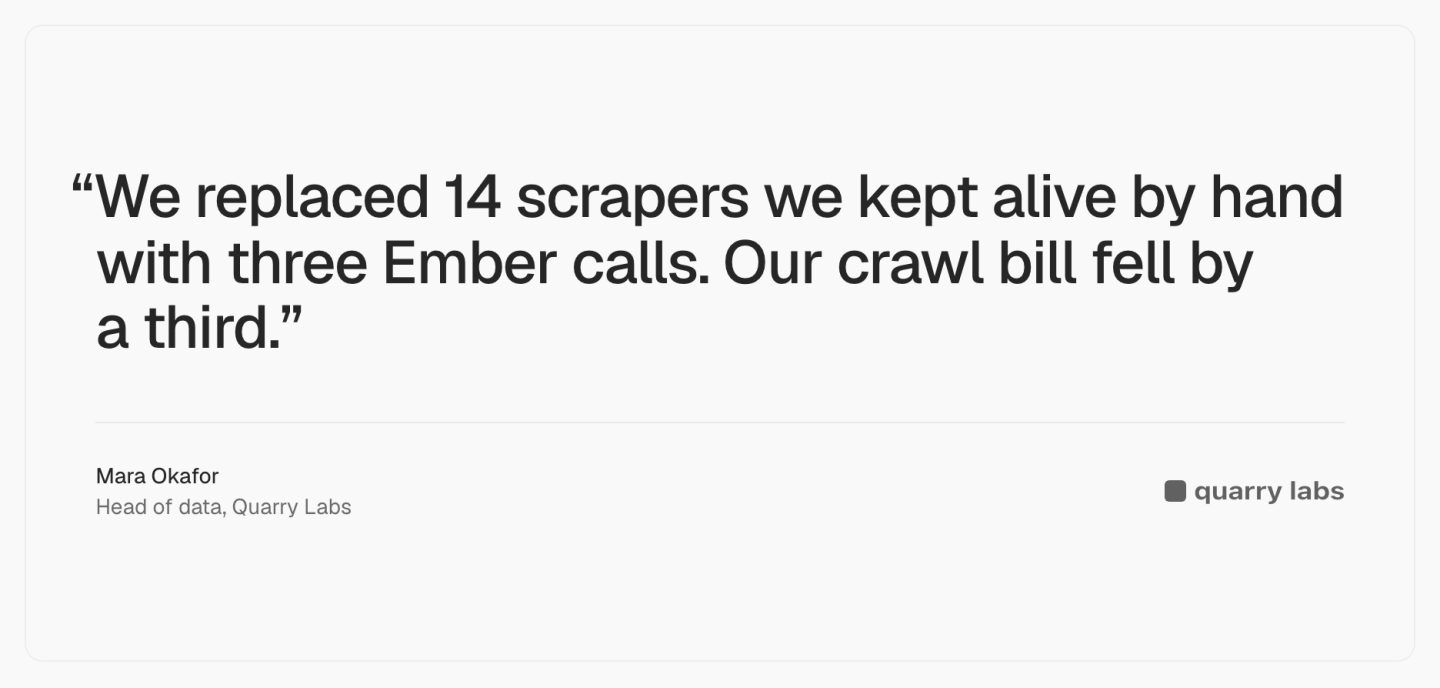 “We replaced 14 scrapers we kept alive by hand
with three Ember calls. Our crawl bill fell by
a third.”
Mara Okafor
Head of data, Quarry Labs
quarry labs